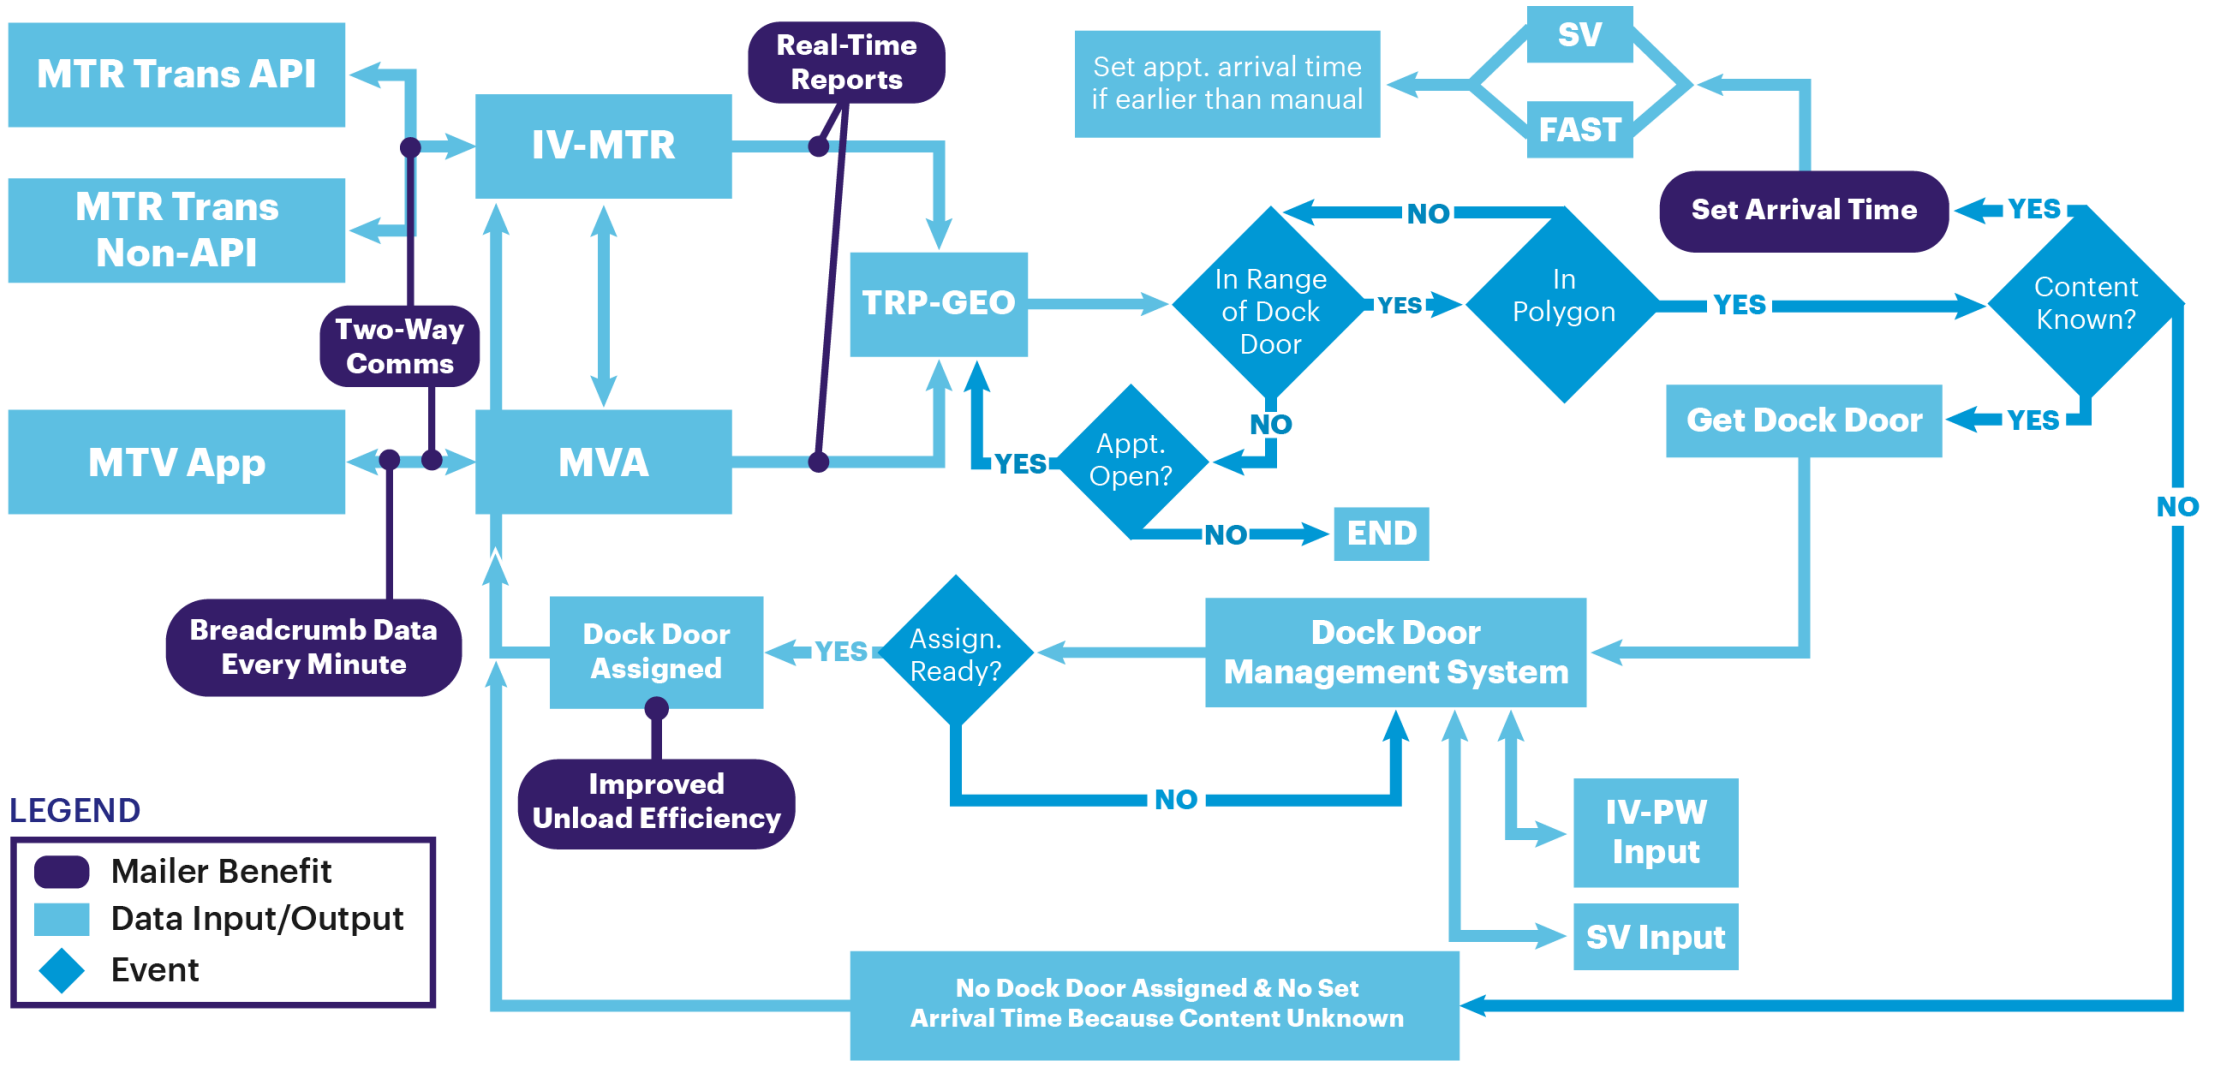 MTR Trans API
MTR Trans
Non-API
MTV App
Two-Way
Comms
Breadcrumb Data
Every Minute
IV-MTR
MVA
Real-Time
Reports
TRP-GEO
In Range
of Dock
Door
YES
NO
In
Polygon
NO
YES
Content
Known?
YES
YES
NO
Set Arrival Time
SV
FAST
Set appt. arrival time
if earlier than manual
Appt.
Open?
YES
NO
END
Get Dock Door
Dock Door
Management System
Assign.
Ready?
YES
NO
Dock Door
Assigned
Improved
Unload Efficiency
IV-PW
Input
SV Input
No Dock Door Assigned & No Set
Arrival Time Because Content Unknown
LEGEND
Mailer Benefit
Data Input/Output
Event